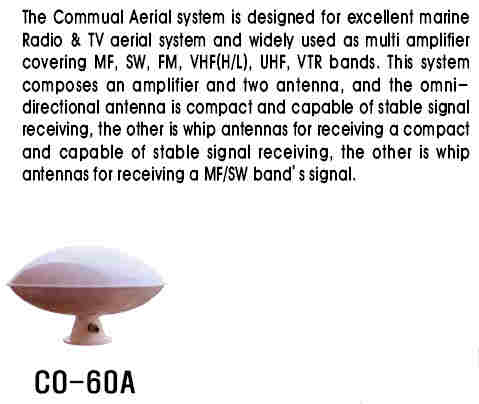 The Commual Aerial system is designed for excellent marine
Radio & TV aerial system and widely used as multi amplifier
covering MF, SW, FM, VHF(H/L), UHF, VTR bands. This system
composes an amplifier and two antenna, and the omni-
directional antenna is compact and capable of stable signal
receiving, the other is whip antennas for receiving a compact
and capable of stable signal receiving, the other is whip
antennas for receiving a MF/SW band's signal.
CO-60A